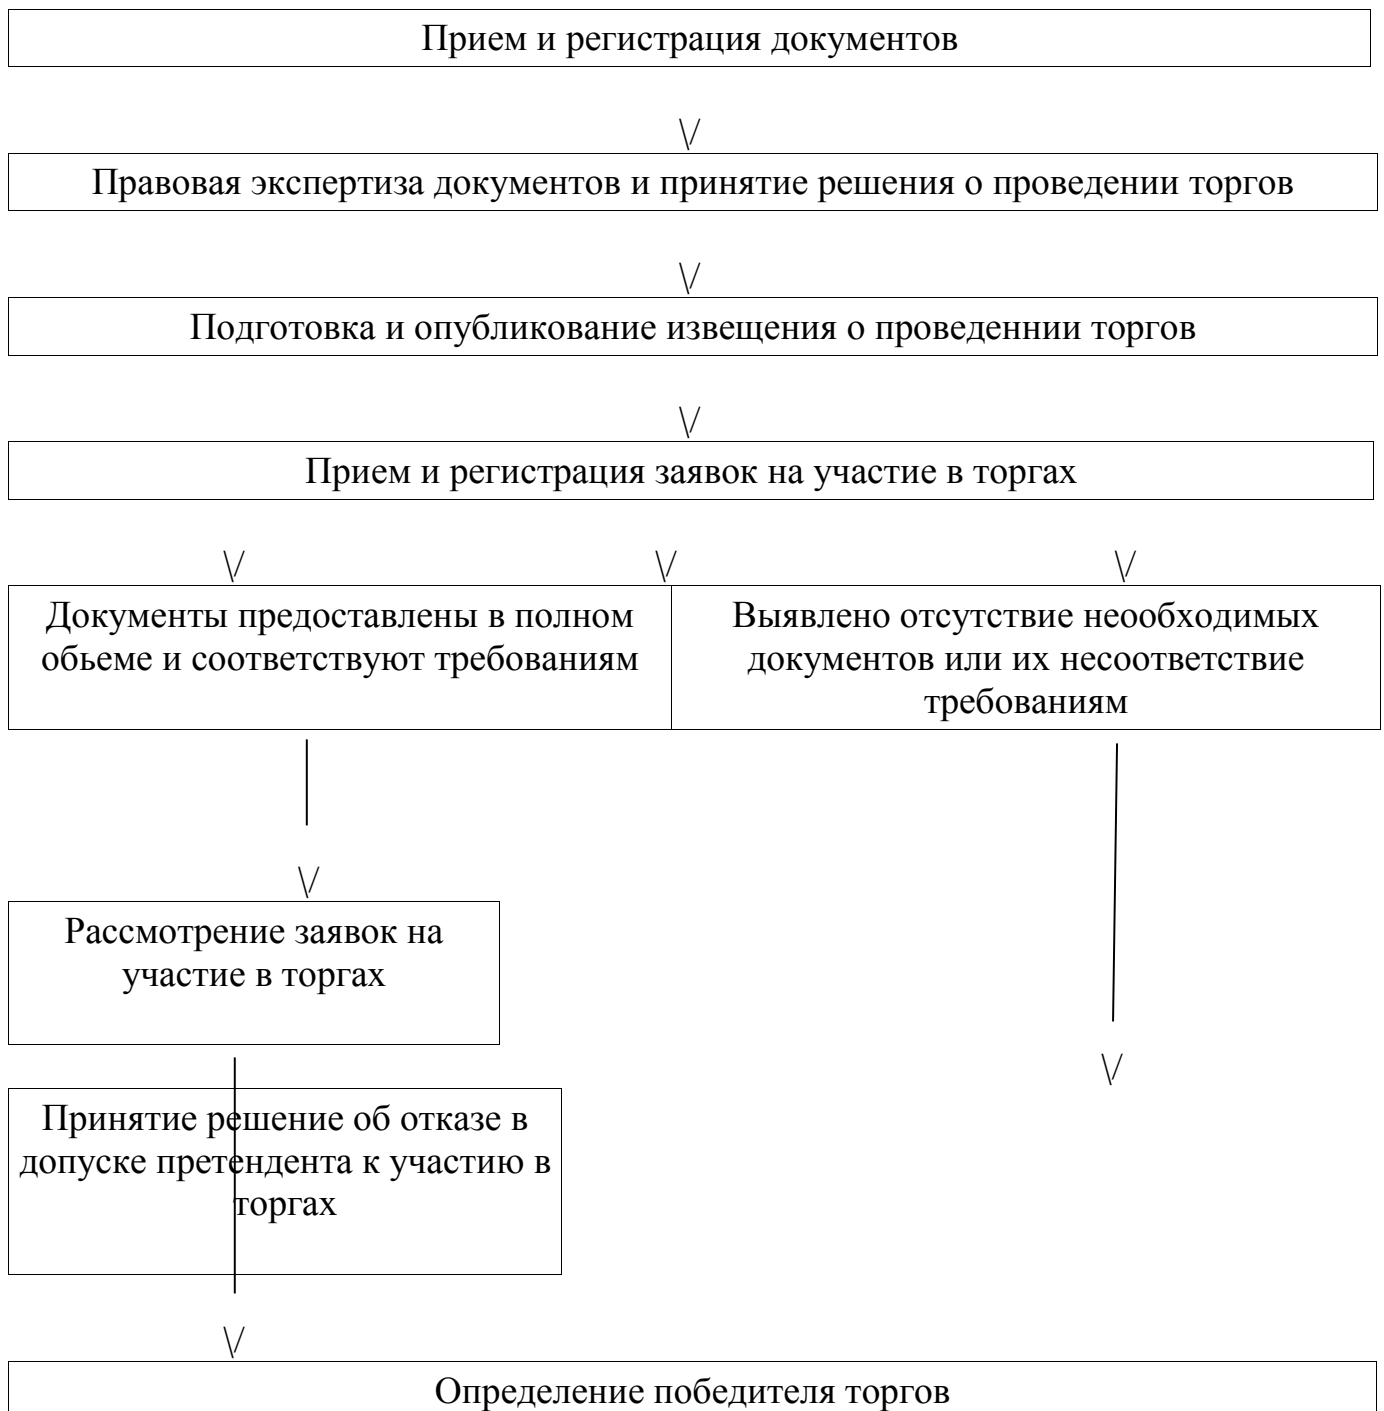 Прием и регистрация документов
\/
Правовая экспертиза документов и принятие решения о проведении торгов
\/
Подготовка и опубликование извещения о проведеннии торгов
\/
Прием и регистрация заявок на участие в торгах
\/ \/ \/
Документы предоставлены в полном
обьеме и соответствуют требованиям
Выявлено отсутствие неообходимых
документов или их несоответствие
требованиям
\/
Рассмотрение заявок на
участие в торгах
\/
Принятие решение об отказе в
допуске претендента к участию в
торгах
\/
Определение победителя торгов